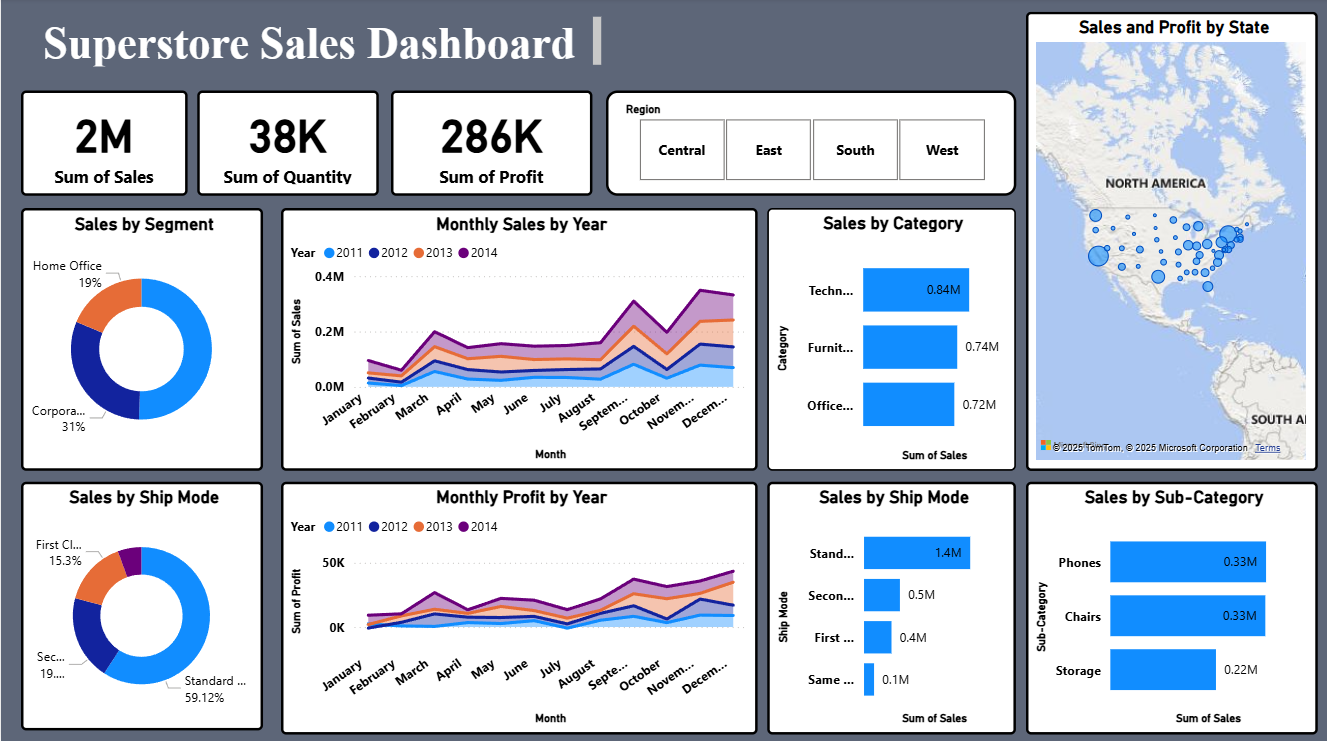 Superstore Sales Dashboard
2M
Sum of Sales
38K
Sum of Quantity
286K
Sum of Profit
Region
Central
East
South
West
Sales and Profit by State
NORTH AMERICA
SOUTH AI
© 2025 TomTom, © 2025 Microsoft Corporation Terms
Sales by Segment
Home Office
19%
Corpora...
31%
Monthly Sales by Year
Year 2011 2012 2013 2014
Sum of Sales
0.4M
0.2M
0.0M
January
February
March
April
May
June
July
August
Septem...
October
Novem...
Decem...
Month
Sales by Category
Category
Techn...
0.84M
Furnit...
0.74M
Office...
0.72M
Sum of Sales
Sales by Ship Mode
First Cl...
15.3%
Sec...
19....
Standard ...
59.12%
Monthly Profit by Year
Year 2011 2012 2013 2014
Sum of Profit
50K
0K
January
February
March
April
May
June
July
August
Septe...
October
Novem...
Decem...
Month
Sales by Ship Mode
Ship Mode
Stand...
1.4M
Secon...
0.5M
First ...
0.4M
Same ...
0.1M
Sum of Sales
Sales by Sub-Category
Sub-Category
Phones
0.33M
Chairs
0.33M
Storage
0.22M
Sum of Sales